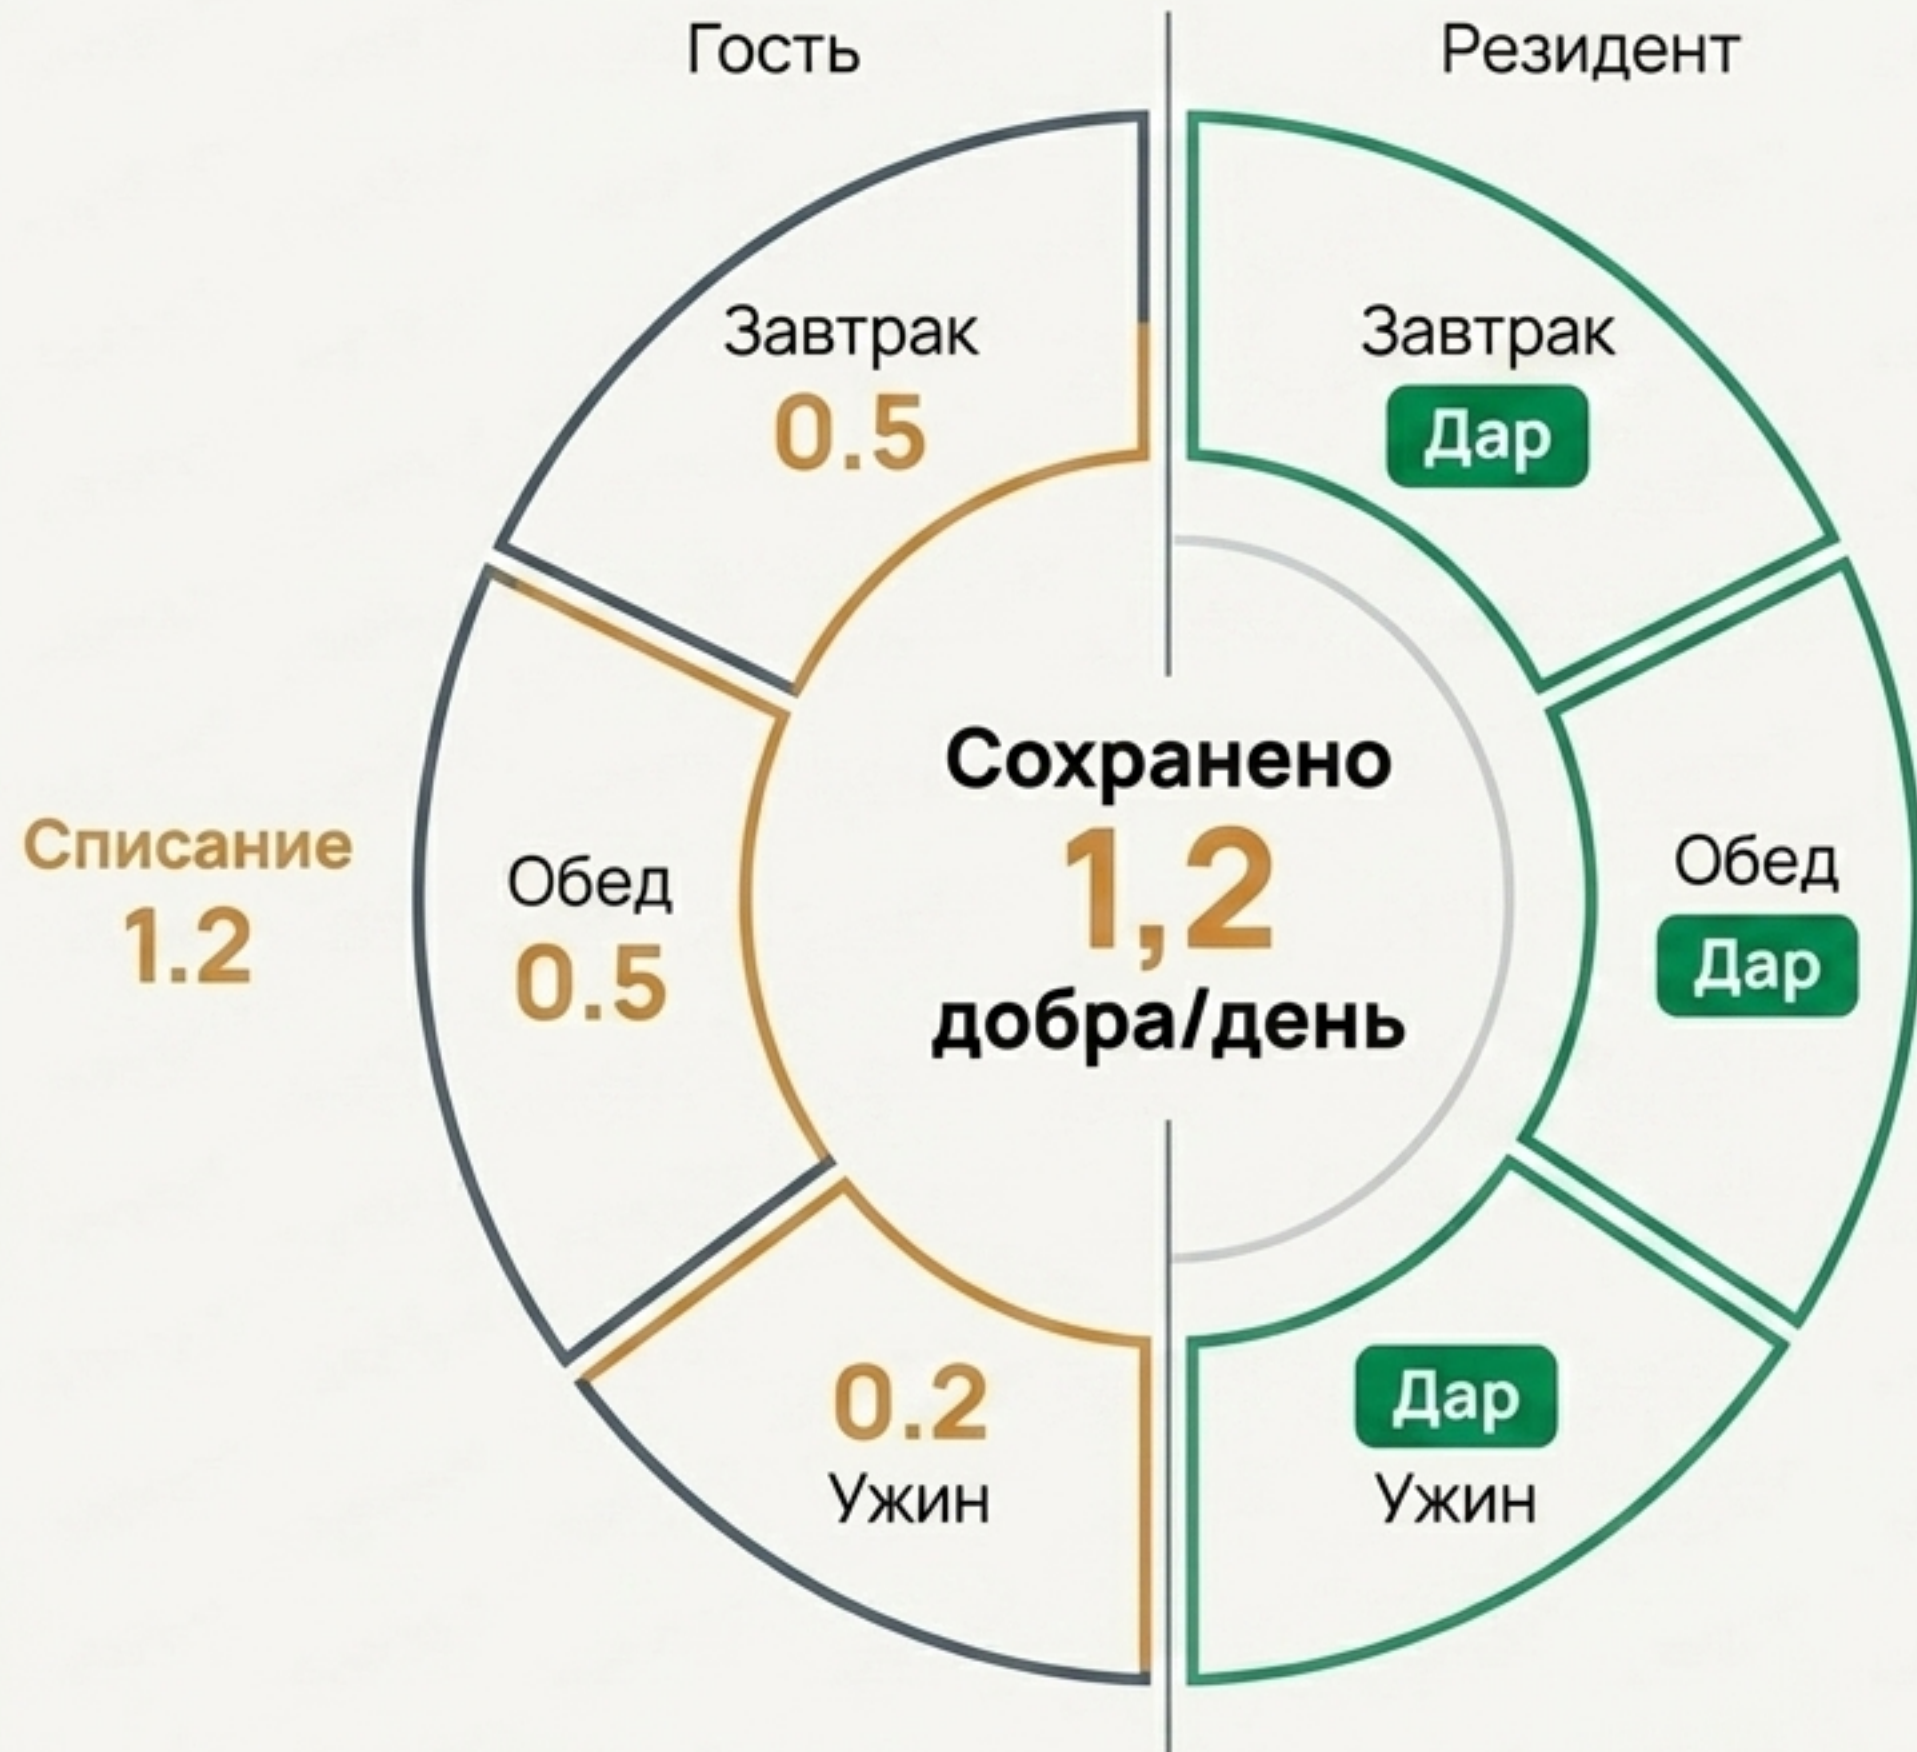 Гость
Резидент
Завтрак
0.5
Завтрак
Дар
Списание
1.2
Обед
0.5
Сохранено
1,2
добра/день
Обед
Дар
0.2
Ужин
Дар
Ужин